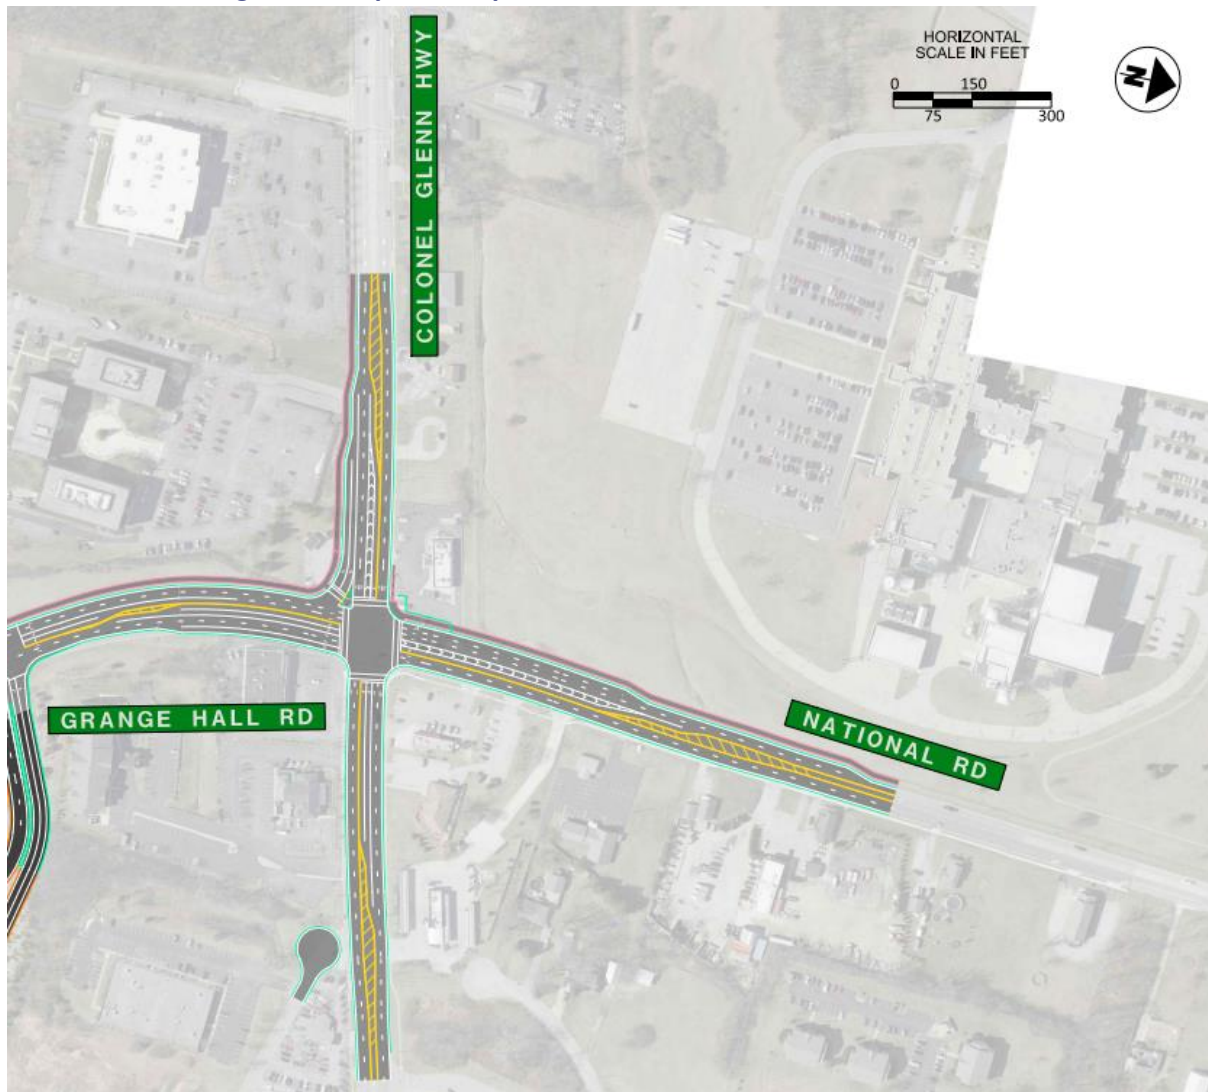 COLONEL GLENN HWY
HORIZONTAL
SCALE IN FEET
0 150
75 300
N
GRANGE HALL RD
NATIONAL RD